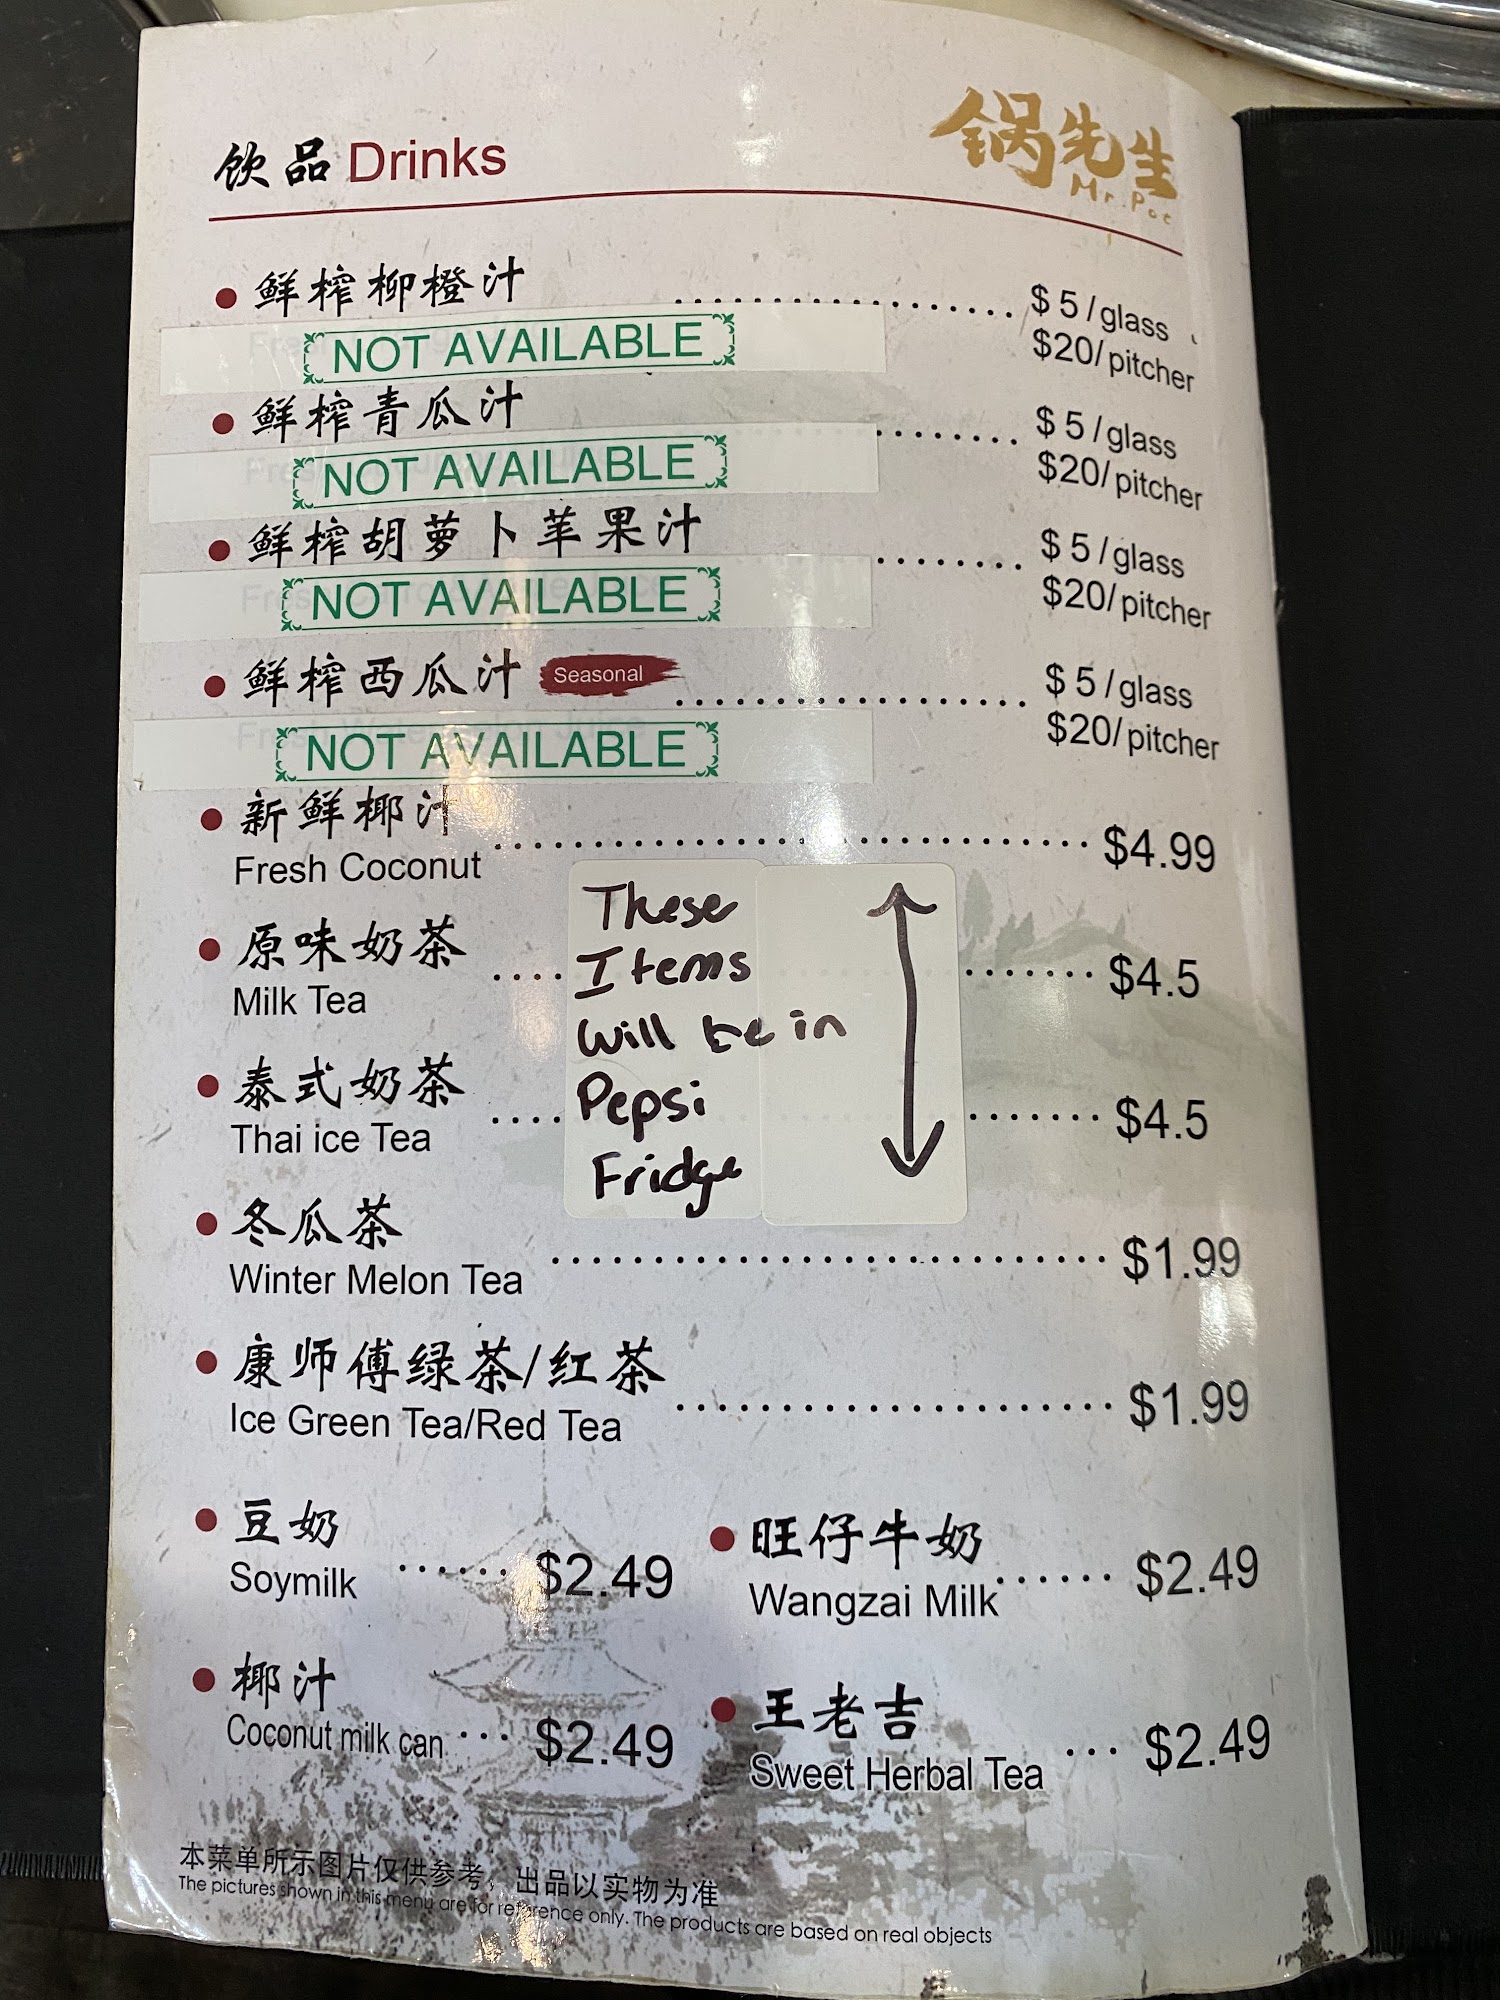 饮品 Drinks
锅先生
Mr. Pot
鲜榨柳橙汁 $5/glass
NOT AVAILABLE $20/pitcher
鲜榨青瓜汁 $5/glass
NOT AVAILABLE $20/pitcher
鲜榨胡萝卜苹果汁 $5/glass
NOT AVAILABLE $20/pitcher
鲜榨西瓜汁 Seasonal $5/glass
Fresh Watermelon Juice
NOT AVAILABLE $20/pitcher
新鲜椰汁
Fresh Coconut $4.99
原味奶茶
Milk Tea $4.5
泰式奶茶
Thai ice Tea $4.5
These
Items
Will be in
Pepsi
Fridge
冬瓜茶
Winter Melon Tea $1.99
康师傅绿茶/红茶
Ice Green Tea/Red Tea $1.99
豆奶
Soymilk $2.49
旺仔牛奶
Wangzai Milk $2.49
椰汁
Coconut milk can $2.49
王老吉
Sweet Herbal Tea $2.49
本菜单所示图片仅供参考，出品以实物为准
The pictures shown in this menu are for reference only. The products are based on real objects